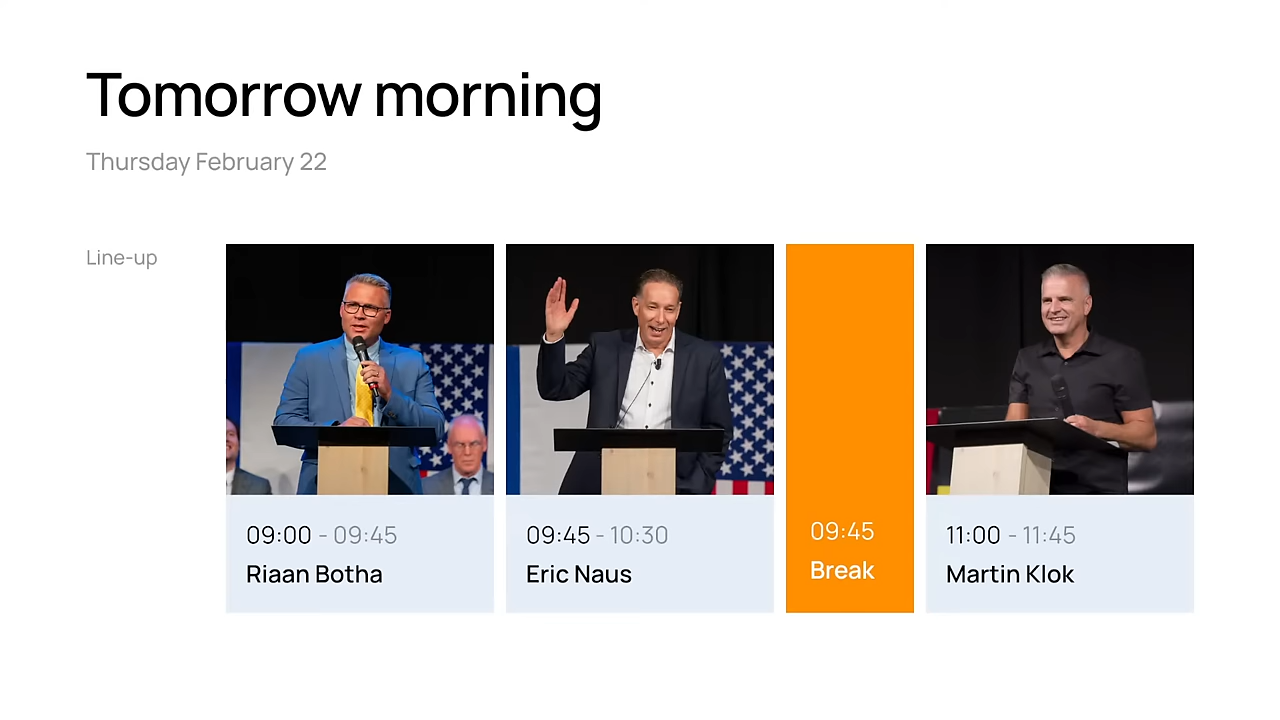 Tomorrow morning
Thursday February 22
Line-up
09:00 - 09:45
Riaan Botha
09:45 - 10:30
Eric Naus
09:45
Break
11:00 - 11:45
Martin Klok